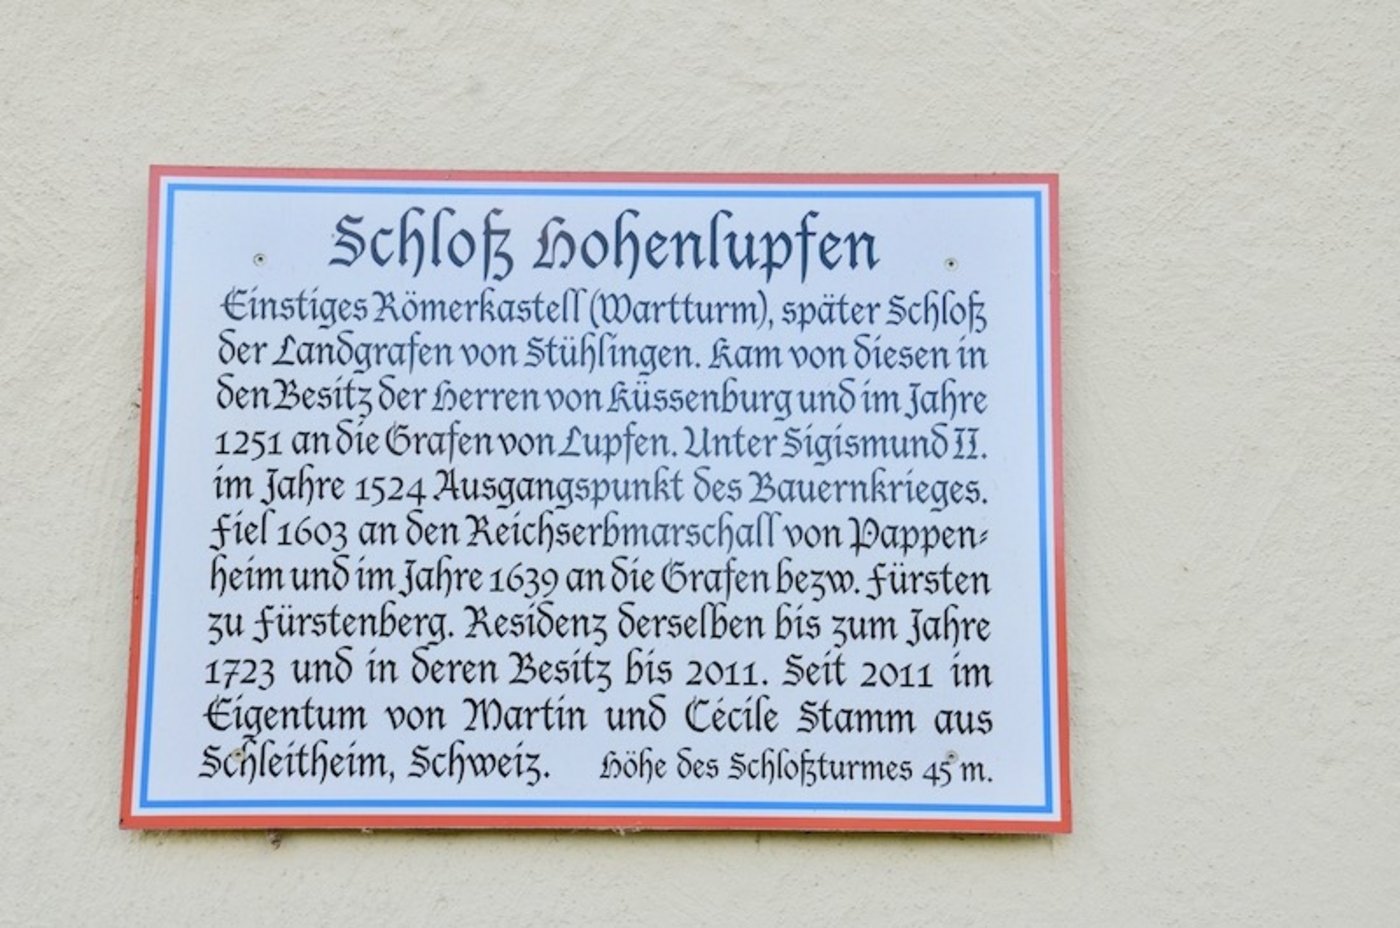 Schloß Hohenlupfen
Einstiges Römerkastell (Wartturm), später Schloß
der Landgrafen von Stühlingen. Kam von diesen in
den Besitz der Herren von Küssenburg und im Jahre
1251 an die Grafen von Lupfen. Unter Sigismund II.
im Jahre 1524 Ausgangspunkt des Bauernkrieges.
Fiel 1603 an den Reichserbmarschall von Pappen-
heim und im Jahre 1639 an die Grafen bezw. Fürsten
zu Fürstenberg. Residenz derselben bis zum Jahre
1723 und in deren Besitz bis 2011. Seit 2011 im
Eigentum von Martin und Cécile Stamm aus
Schleitheim, Schweiz. Höhe des Schloßturmes 45 m.